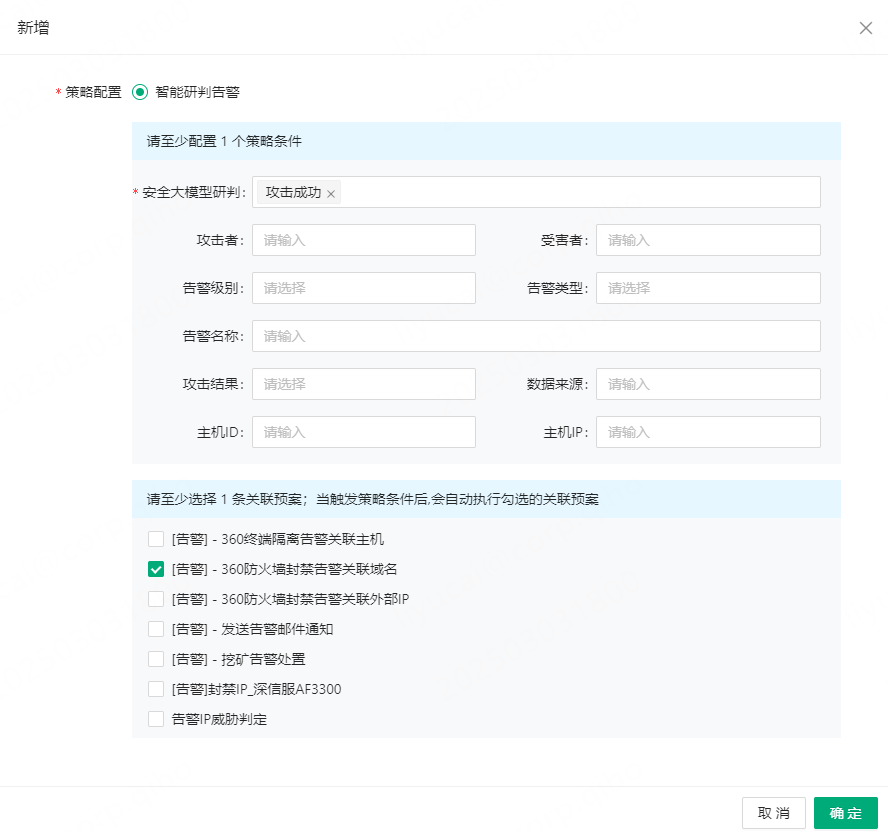 新增
* 策略配置 智能研判告警
请至少配置 1 个策略条件
* 安全大模型研判: 攻击成功 ×
攻击者: 请输入 受害者: 请输入
告警级别: 请选择 告警类型: 请选择
告警名称: 请输入
攻击结果: 请选择 数据来源: 请输入
主机ID: 请输入 主机IP: 请输入
请至少选择 1 条关联预案；当触发策略条件后,会自动执行勾选的关联预案
[告警] - 360终端隔离告警关联主机
[告警] - 360防火墙封禁告警关联域名
[告警] - 360防火墙封禁告警关联外部IP
[告警] - 发送告警邮件通知
[告警] - 挖矿告警处置
[告警]封禁IP_深信服AF3300
告警IP威胁判定
取 消 确 定